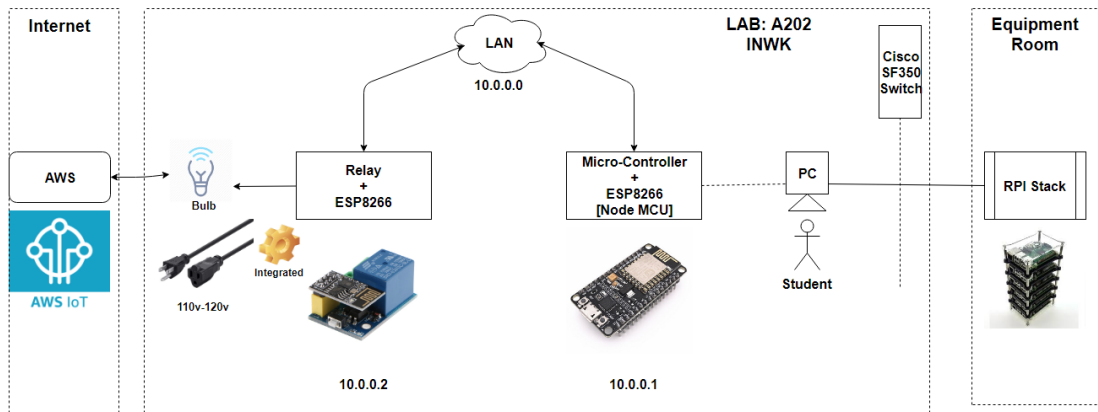 Internet
AWS
AWS IoT
LAB: A202
INWK
LAN
10.0.0.0
Cisco
SF350
Switch
Bulb
Relay
+
ESP8266
Micro-Controller
+
ESP8266
[Node MCU]
PC
Student
Integrated
110v-120v
10.0.0.2
10.0.0.1
Equipment
Room
RPI Stack